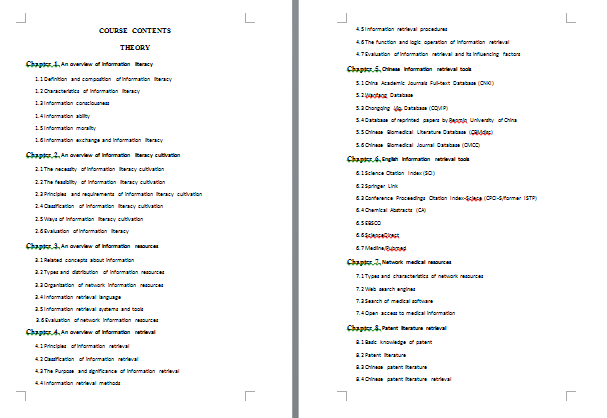 COURSE CONTENTS
THEORY
Chapter 1. An overview of information literacy
1.1 Definition and composition of information literacy
1.2 Characteristics of information literacy
1.3 Information consciousness
1.4 Information ability
1.5 Information morality
1.6 Information exchange and information literacy
Chapter 2. An overview of information literacy cultivation
2.1 The necessity of information literacy cultivation
2.2 The feasibility of information literacy cultivation
2.3 Principles and requirements of information literacy cultivation
2.4 Classification of information literacy cultivation
2.5 Ways of information literacy cultivation
2.6 Evaluation of information literacy
Chapter 3. An overview of information resources
3.1 Related concepts about information
3.2 Types and distribution of information resources
3.3 Organisation of network information resources
3.4 Information retrieval language
3.5 Information retrieval systems and tools
3.6 Evaluation of network information resources
Chapter 4. An overview of information retrieval
4.1 Principles of information retrieval
4.2 Classification of information retrieval
4.3 The Purpose and significance of information retrieval
4.4 Information retrieval methods
4.5 Information retrieval procedures
4.6 The function and logic operation of information retrieval
4.7 Evaluation of information retrieval and its influencing factors
Chapter 5. Chinese information retrieval tools
5.1 China Academic Journals Full-text Database (CNKI)
5.2 Wanfang Database
5.3 Chongqing Vip Database (CQVIP)
5.4 Database of reprinted papers by Renmin University of China
5.5 Chinese Biomedical Literature Database (CBMdisc)
5.6 Chinese Biomedical Journal Database (CMCC)
Chapter 6. English information retrieval tools
6.1 Science Citation Index (SCI)
6.2 Springer Link
6.3 Conference Proceedings Citation Index-Science (CPCI-S,former ISTP)
6.4 Chemical Abstracts (CA)
6.5 EBSCO
6.6 ScienceDirect
6.7 Medline/Pubmed
Chapter 7. Network medical resources
7.1 Types and characteristics of network resources
7.2 Web search engines
7.3 Search of medical software
7.4 Open access to medical information
Chapter 8. Patent literature retrieval
8.1 Basic knowledge of patent
8.2 Patent literature
8.3 Chinese patent literature
8.4 Chinese patent literature retrieval